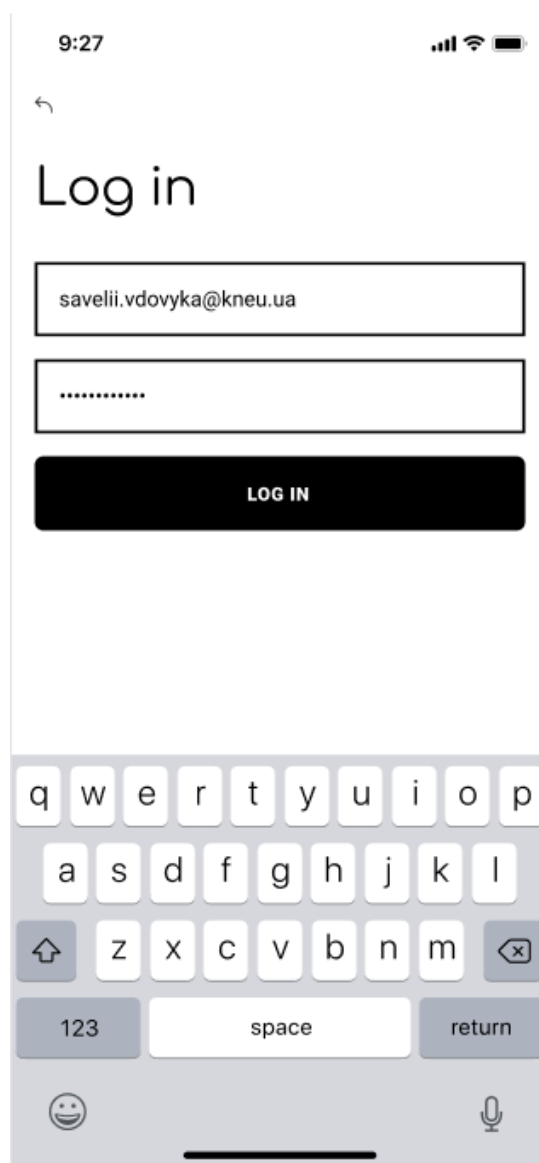 9:27
Log in
savelii.vdovyka@kneu.ua
••••••••••••
LOG IN
q w e r t y u i o p
a s d f g h j k l
z x c v b n m
123 space return